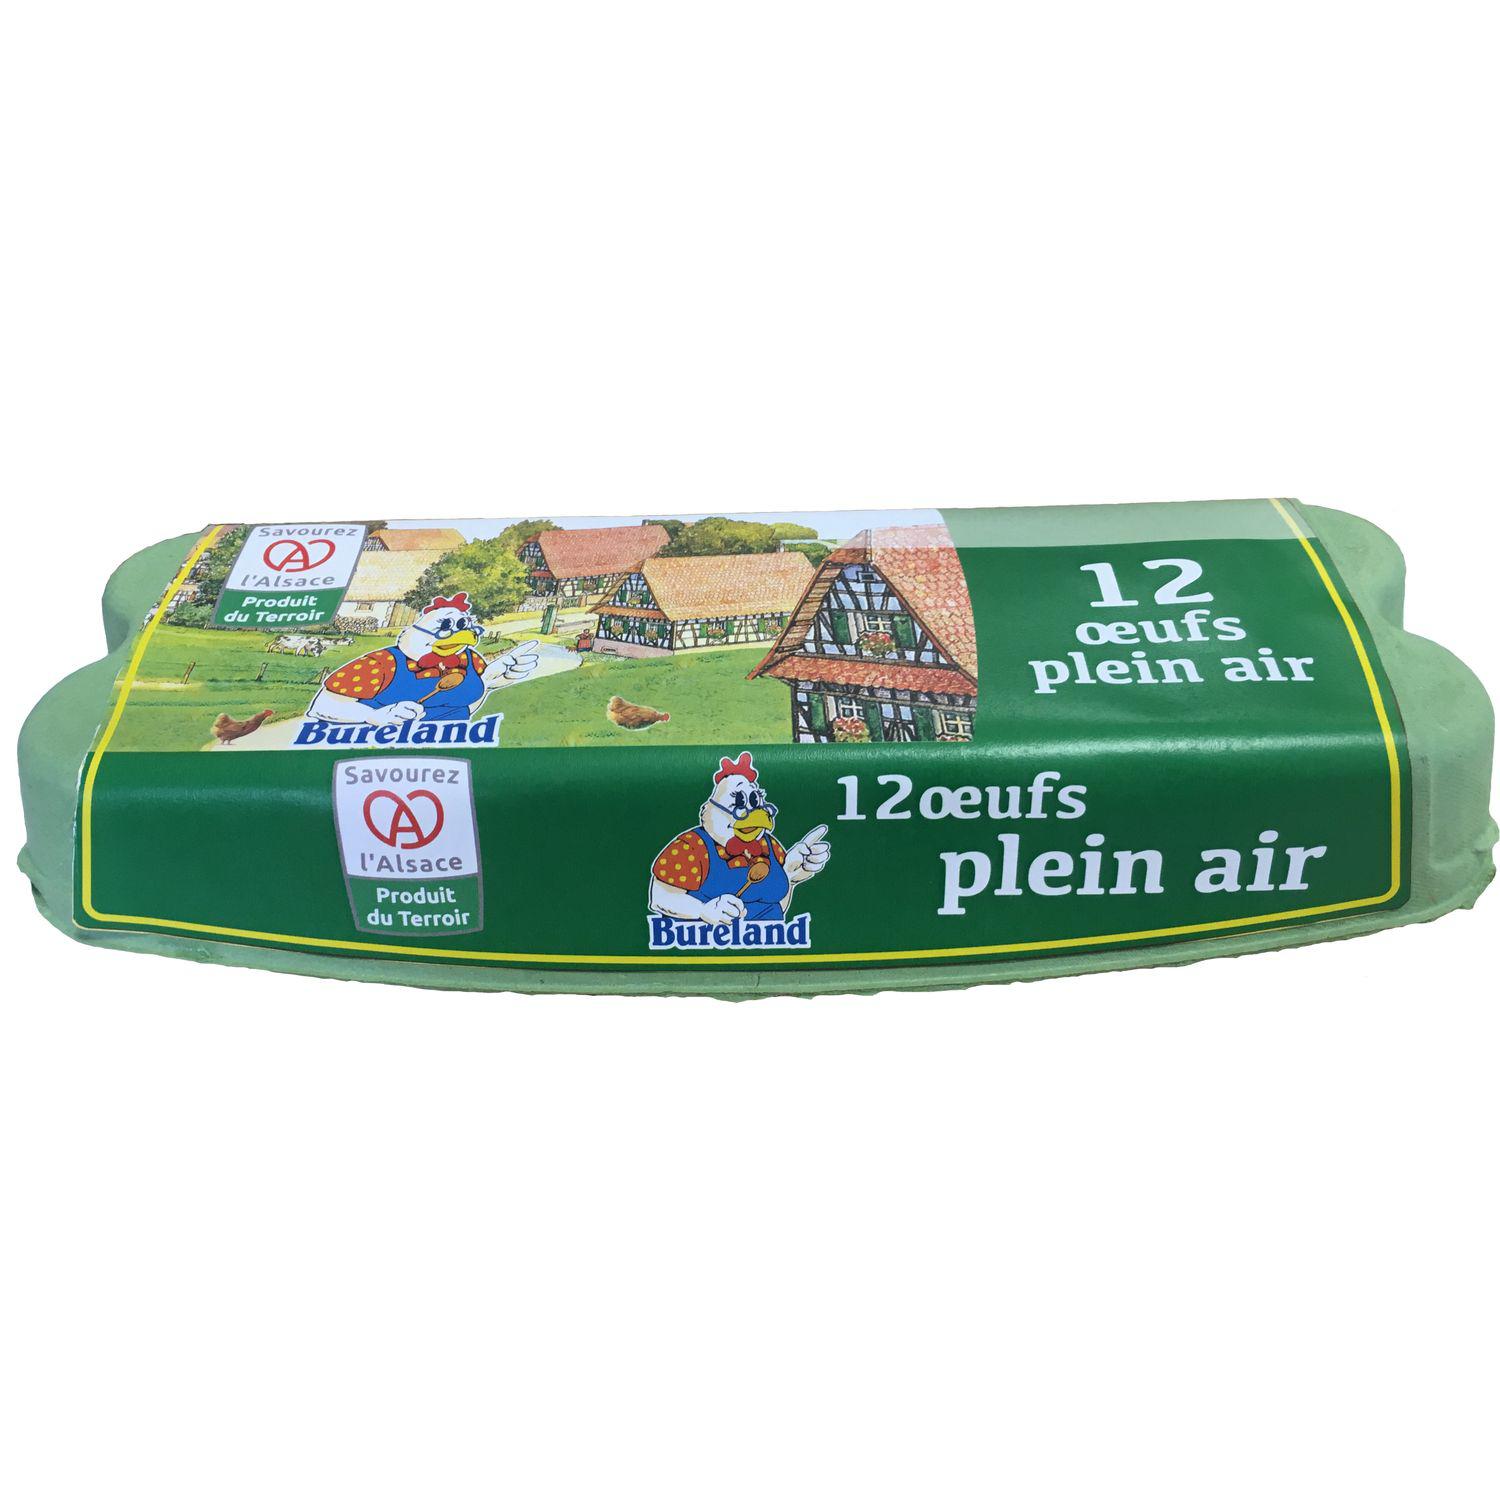 Savourez
l'Alsace
Produit
du Terroir
Bureland
12
œufs
plein air
Savourez
l'Alsace
Produit
du Terroir
Bureland
12œufs
plein air